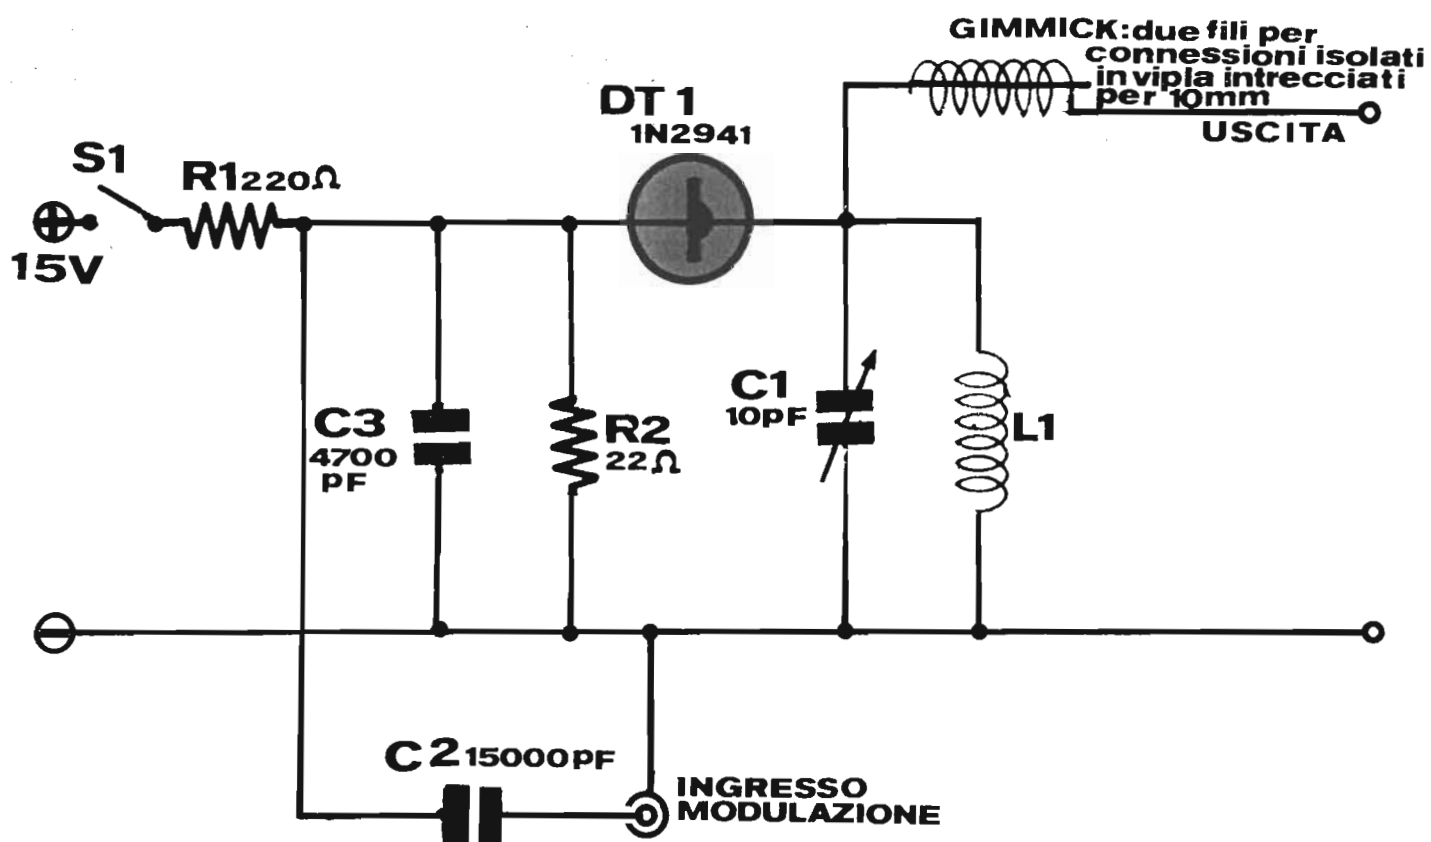 GIMMICK:due fili per
connessioni isolati
in vipla intrecciati
per 10mm
USCITA
DT 1
1N2941
S1
R1 220Ω
15V
C1
10pF
L1
C3
4700
PF
R2
22Ω
C2 15000PF
INGRESSO
MODULAZIONE